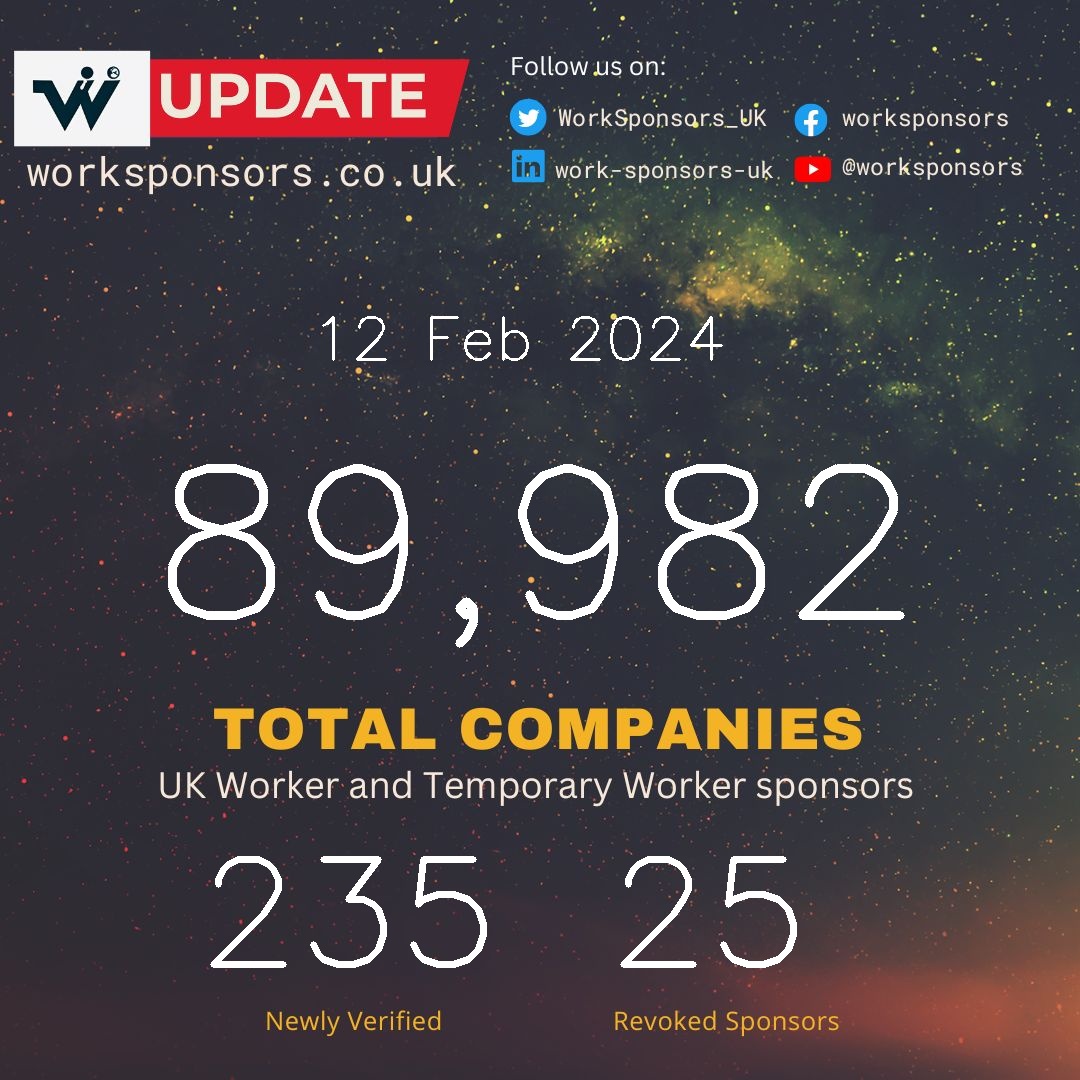 UPDATE
worksponsors.co.uk
Follow us on:
WorkSponsors_UK
worksponsors
work-sponsors-uk
@worksponsors
12 Feb 2024
89,982
TOTAL COMPANIES
UK Worker and Temporary Worker sponsors
235
25
Newly Verified
Revoked Sponsors